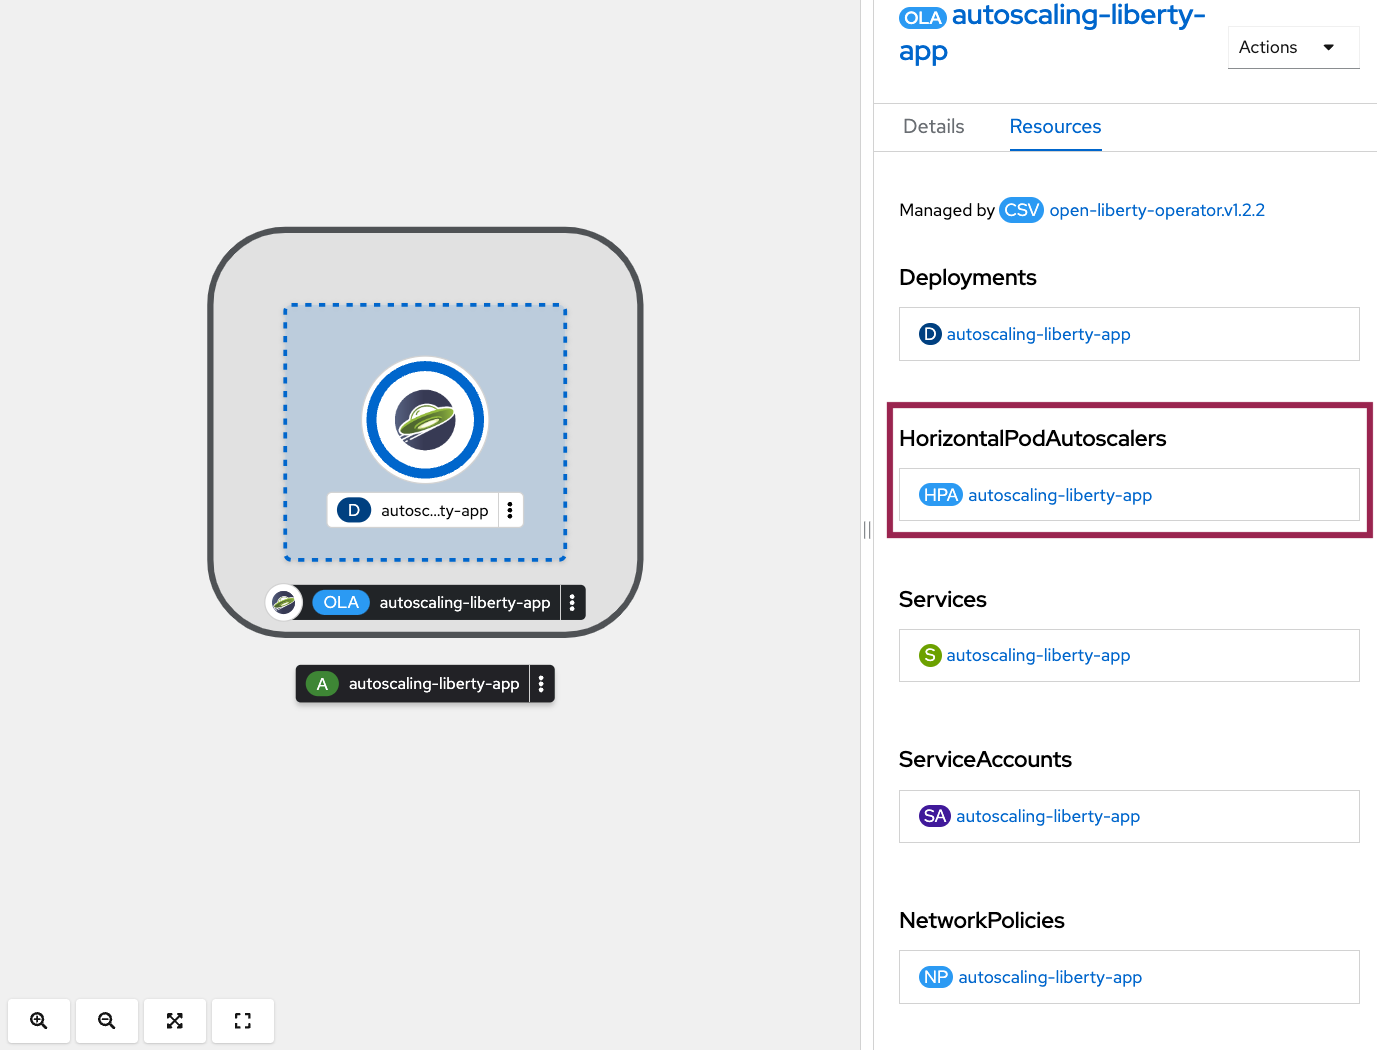 D autosc...ty-app
OLA autoscaling-liberty-app
A autoscaling-liberty-app
OLA autoscaling-liberty-
app
Actions
Details Resources
Managed by CSV open-liberty-operator.v1.2.2
Deployments
D autoscaling-liberty-app
HorizontalPodAutoscalers
HPA autoscaling-liberty-app
Services
S autoscaling-liberty-app
ServiceAccounts
SA autoscaling-liberty-app
NetworkPolicies
NP autoscaling-liberty-app